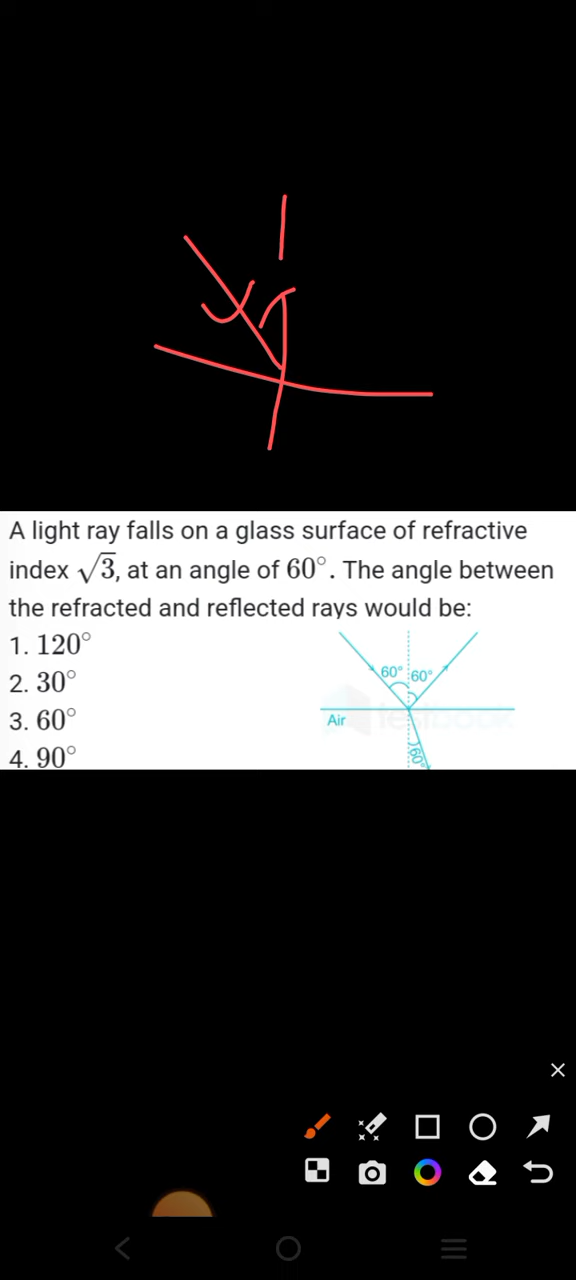 A light ray falls on a glass surface of refractive
index √3, at an angle of 60°. The angle between
the refracted and reflected rays would be:
1. 120°
2. 30°
3. 60°
4. 90°
60° 60°
Air testbook
60°